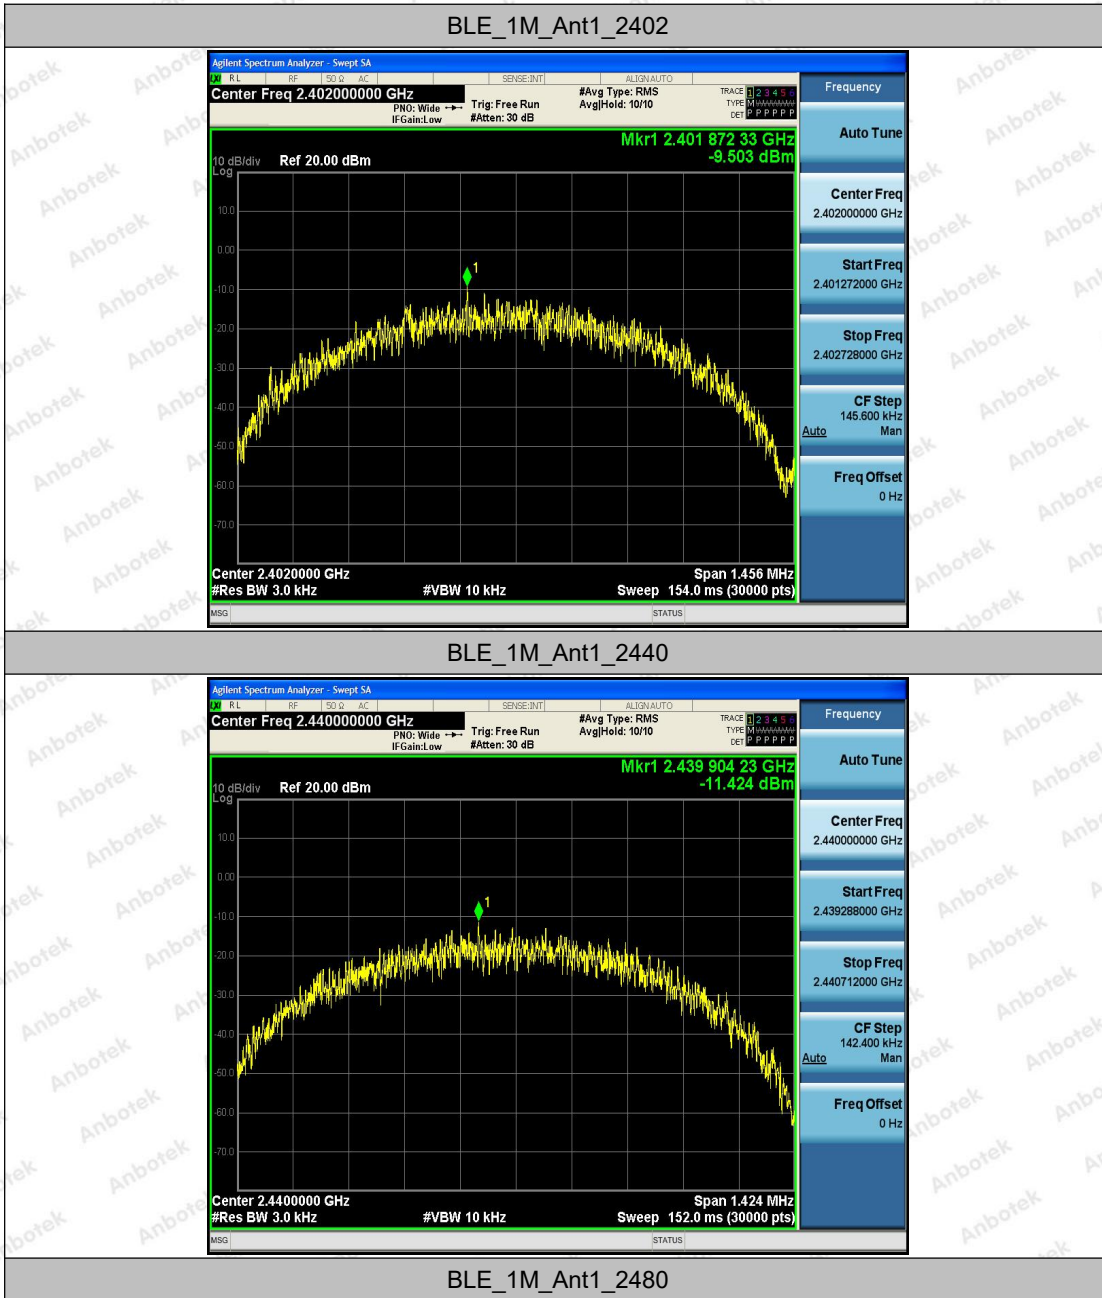 BLE_1M_Ant1_2402
Agilent Spectrum Analyzer - Swept SA
LXI RL RF 50 Ω AC SENSE:INT ALIGN AUTO
Center Freq 2.402000000 GHz
PNO: Wide
IFGain:Low
Trig: Free Run
#Atten: 30 dB
#Avg Type: RMS
Avg|Hold: 10/10
TRACE 1 2 3 4 5 6
TYPE M W W W W W
DET P P P P P P
Mkr1 2.401 872 33 GHz
-9.503 dBm
10 dB/div Ref 20.00 dBm
Log
10.0
0.00
-10.0
-20.0
-30.0
-40.0
-50.0
-60.0
-70.0
1
Center 2.4020000 GHz Span 1.456 MHz
#Res BW 3.0 kHz #VBW 10 kHz Sweep 154.0 ms (30000 pts)
MSG STATUS
Frequency
Auto Tune
Center Freq
2.402000000 GHz
Start Freq
2.401272000 GHz
Stop Freq
2.402728000 GHz
CF Step
145.600 kHz
Auto Man
Freq Offset
0 Hz
BLE_1M_Ant1_2440
Agilent Spectrum Analyzer - Swept SA
LXI RL RF 50 Ω AC SENSE:INT ALIGN AUTO
Center Freq 2.440000000 GHz
PNO: Wide
IFGain:Low
Trig: Free Run
#Atten: 30 dB
#Avg Type: RMS
Avg|Hold: 10/10
TRACE 1 2 3 4 5 6
TYPE M W W W W W
DET P P P P P P
Mkr1 2.439 904 23 GHz
-11.424 dBm
10 dB/div Ref 20.00 dBm
Log
10.0
0.00
-10.0
-20.0
-30.0
-40.0
-60.0
-70.0
1
Center 2.4400000 GHz Span 1.424 MHz
#Res BW 3.0 kHz #VBW 10 kHz Sweep 152.0 ms (30000 pts)
MSG STATUS
Frequency
Auto Tune
Center Freq
2.440000000 GHz
Start Freq
2.439288000 GHz
Stop Freq
2.440712000 GHz
CF Step
142.400 kHz
Auto Man
Freq Offset
0 Hz
BLE_1M_Ant1_2480
Anbotek